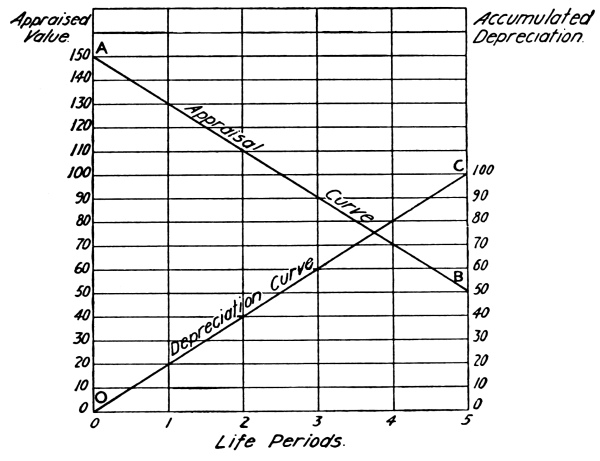 Appraised
Value.
Accumulated
Depreciation.
A
150
140
130
120
110
100
90
80
70
60
50
40
30
20
10
0
Appraisal
Curve
Depreciation Curve
C
B
O
100
90
80
70
60
50
40
30
20
10
0
0 1 2 3 4 5
Life Periods.